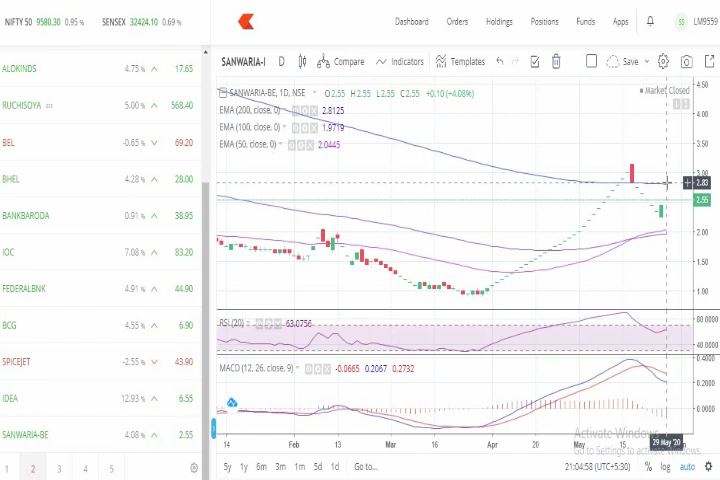 NIFTY 50 9580.30 0.95 % SENSEX 32424.10 0.69 % Dashboard Orders Holdings Positions Funds Apps SS LM9559
SANWARIA-I D Compare Indicators Templates Save
ALOKINDS 4.75 % 17.65
RUCHISOYA 5.00 % 568.40
BEL -0.65 % 69.20
BHEL 4.28 % 28.00
BANKBARODA 0.91 % 38.95
IOC 7.08 % 83.20
FEDERALBNK 4.91 % 44.90
BCG 4.55 % 6.90
SPICEJET -2.55 % 43.90
IDEA 12.93 % 6.55
SANWARIA-BE 4.08 % 2.55
1 2 3 4 5
SANWARIA-BE, 1D, NSE O2.55 H2.55 L2.55 C2.55 +0.10 (+4.08%)
Market Closed
EMA (200, close, 0) 2.8125
EMA (100, close, 0) 1.9719
EMA (50, close, 0) 2.0445
4.50
4.00
3.50
3.00
2.83
2.55
2.00
1.50
1.00
RSI (20) 63.0756
80.0000
40.0000
MACD (12, 26, close, 9) -0.0665 0.2067 0.2732
0.4000
0.2000
0.0000
Activate Windows
Go to Settings to activate Windows.
14 Feb 13 Mar 16 Apr 20 May 15 29 May '20
5y 1y 6m 3m 1m 5d 1d Go to... 21:04:58 (UTC+5:30) % log auto